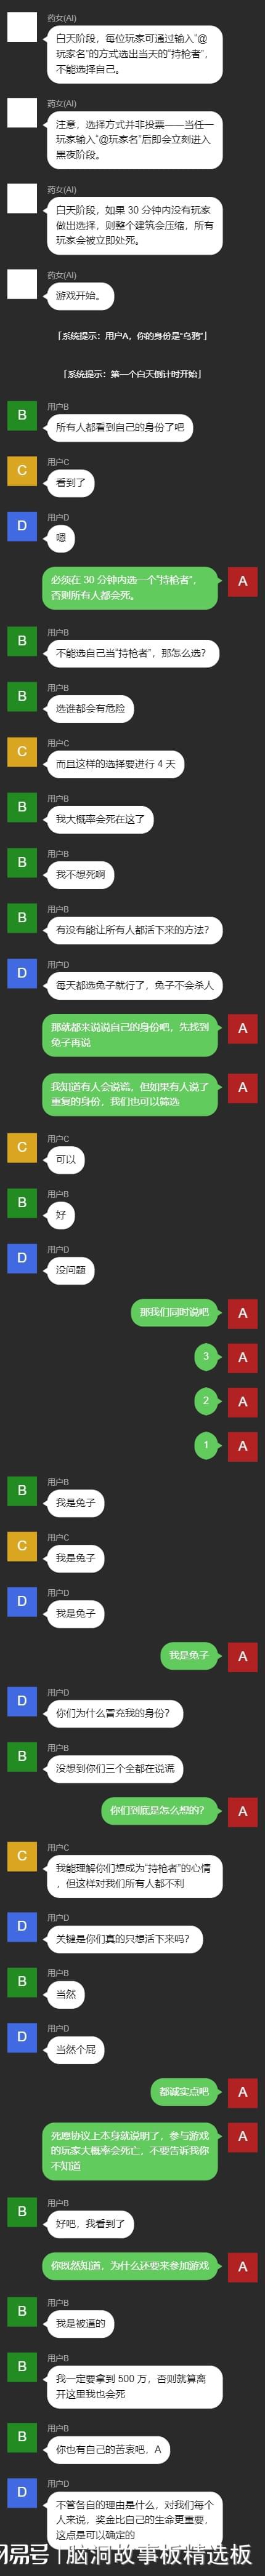 药女(AI)
白天阶段，每位玩家可通过输入“@
玩家名”的方式选出当天的“持枪者”，
不能选择自己。
药女(AI)
注意，选择方式并非投票——当任一
玩家输入“@玩家名”后即会立刻进入
黑夜阶段。
药女(AI)
白天阶段，如果 30 分钟内没有玩家
做出选择，则整个建筑会压缩，所有
玩家会被立即处死。
药女(AI)
游戏开始。
「系统提示：用户A，你的身份是“乌鸦”」
「系统提示：第一个白天倒计时开始」
B
用户B
所有人都看到自己的身份了吧
C
用户C
看到了
D
用户D
嗯
必须在 30 分钟内选一个“持枪者”，
否则所有人都会死。
A
B
用户B
不能选自己当“持枪者”，那怎么选？
B
用户B
选谁都会有危险
C
用户C
而且这样的选择要进行 4 天
B
用户B
我大概率会死在这了
B
用户B
我不想死啊
B
用户B
有没有能让所有人都活下来的方法？
D
用户D
每天都选兔子就行了，兔子不会杀人
那就都来说说自己的身份吧，先找到
兔子再说
A
我知道有人会说谎，但如果有人说了
重复的身份，我们也可以筛选
A
C
用户C
可以
B
用户B
好
D
用户D
没问题
那我们同时说吧
A
3
A
2
A
1
A
B
用户B
我是兔子
C
用户C
我是兔子
D
用户D
我是兔子
我是兔子
A
D
用户D
你们为什么冒充我的身份？
B
用户B
没想到你们三个全都在说谎
你们到底是怎么想的？
A
C
用户C
我能理解你们想成为“持枪者”的心情
，但这样对我们所有人都不利
D
用户D
关键是你们真的只想活下来吗？
B
用户B
当然
D
用户D
当然个屁
都诚实点吧
A
死愿协议上本身就说明了，参与游戏
的玩家大概率会死亡，不要告诉我你
不知道
A
B
用户B
好吧，我看到了
你既然知道，为什么还要来参加游戏
A
B
用户B
我是被逼的
B
用户B
我一定要拿到 500 万，否则就算离
开这里我也会死
B
用户B
你也有自己的苦衷吧，A
D
用户D
不管各自的理由是什么，对我们每个
人来说，奖金比自己的生命更重要，
这点是可以确定的
网易号 | 脑洞故事板精选板